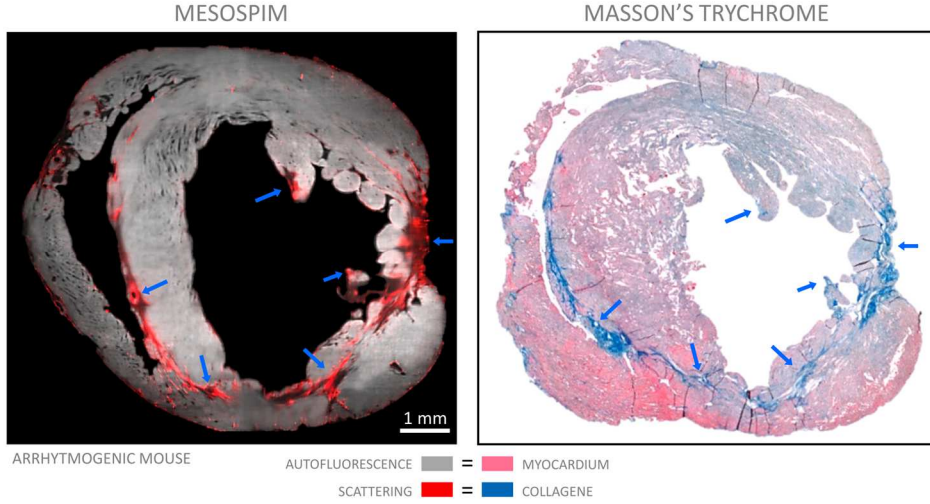 MESOSPIM
MASSON'S TRYCHROME
1 mm
ARRHYTMOGENIC MOUSE
AUTOFLUORESCENCE = MYOCARDIUM
SCATTERING = COLLAGENE